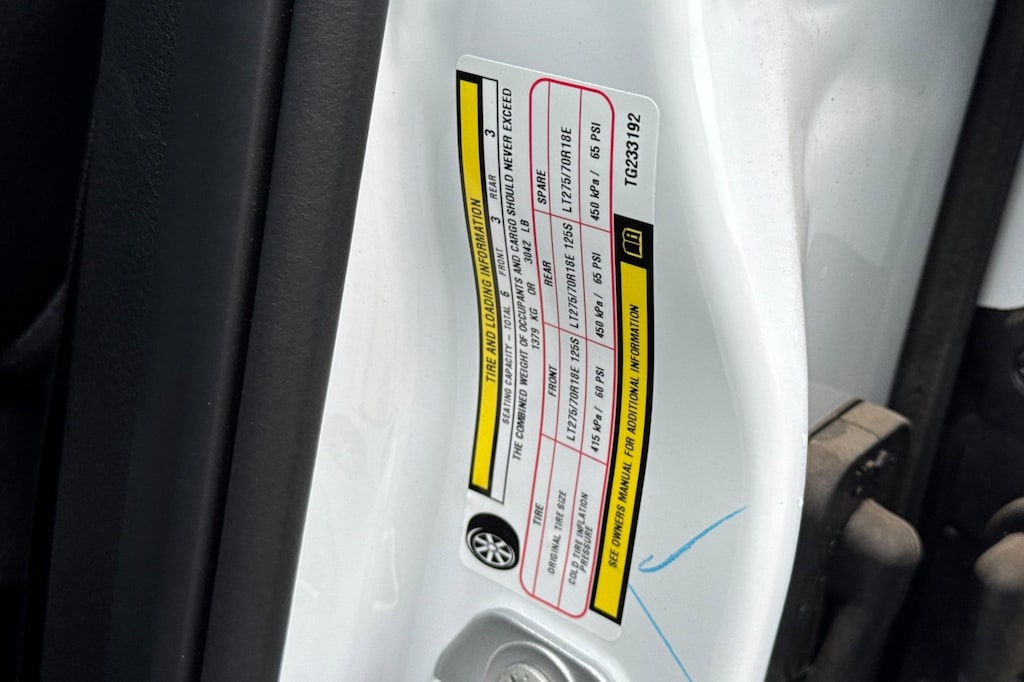 TIRE AND LOADING INFORMATION
SEATING CAPACITY - TOTAL 6 FRONT 3 REAR 3
THE COMBINED WEIGHT OF OCCUPANTS AND CARGO SHOULD NEVER EXCEED
1379 KG OR 3042 LB
TIRE FRONT REAR SPARE
ORIGINAL TIRE SIZE LT275/70R18E 125S LT275/70R18E 125S LT275/70R18E
COLD TIRE INFLATION PRESSURE 415 kPa / 60 PSI 450 kPa / 65 PSI 450 kPa / 65 PSI
SEE OWNERS MANUAL FOR ADDITIONAL INFORMATION
TG233192